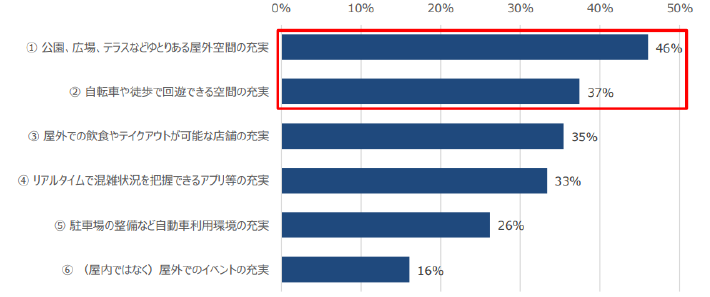 0% 10% 20% 30% 40% 50%
① 公園、広場、テラスなどゆとりある屋外空間の充実 46%
② 自転車や徒歩で回遊できる空間の充実 37%
③ 屋外での飲食やテイクアウトが可能な店舗の充実 35%
④ リアルタイムで混雑状況を把握できるアプリ等の充実 33%
⑤ 駐車場の整備など自動車利用環境の充実 26%
⑥ （屋内ではなく）屋外でのイベントの充実 16%